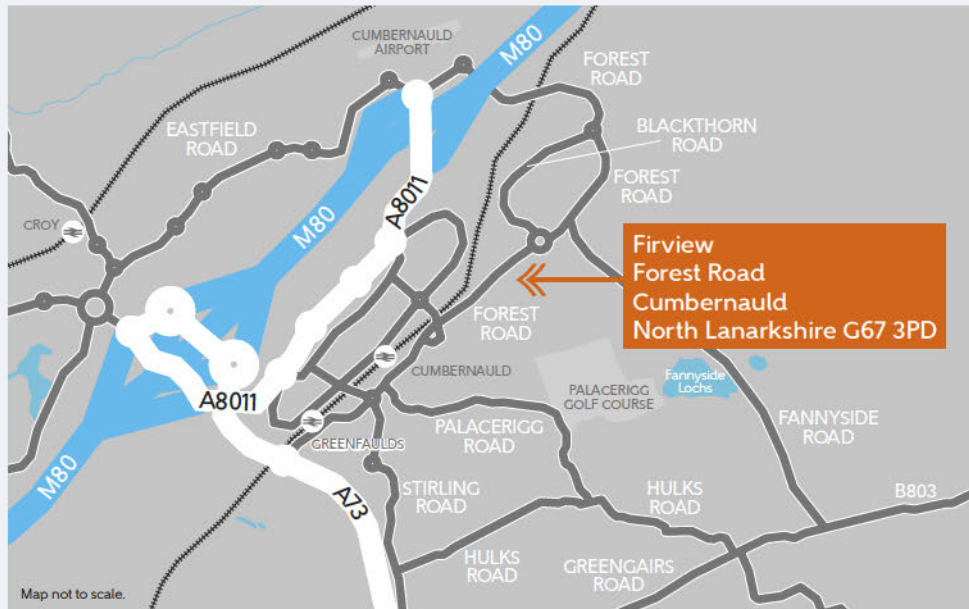 CUMBERNAULD
AIRPORT
M80
FOREST
ROAD
EASTFIELD
ROAD
BLACKTHORN
ROAD
FOREST
ROAD
A8011
CROY
M80
Firview
Forest Road
Cumbernauld
North Lanarkshire G67 3PD
FOREST
ROAD
CUMBERNAULD
Fannyside
Lochs
PALACERIGG
GOLF COURSE
A8011
GREENFAULDS
PALACERIGG
ROAD
FANNYSIDE
ROAD
M80
A73
STIRLING
ROAD
HULKS
ROAD
B803
HULKS
ROAD
GREENGAIRS
ROAD
Map not to scale.